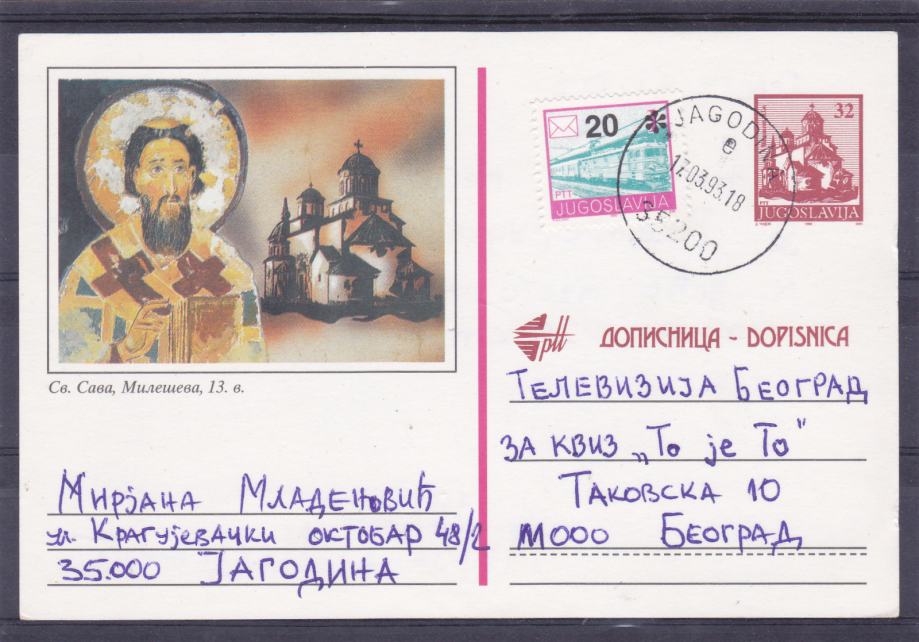 Св. Сава, Милешева, 13. в.
Мирјана Младеновић
ул. Крагујевачки октобар 48/2
35.000 Јагодина
20 *
PTT
JUGOSLAVIJA
JAGODINA
e
17.03.93.18
35200
32
PTT
JUGOSLAVIJA
ptt ДОПИСНИЦА - DOPISNICA
Телевизија Београд
за квиз „То је То"
Таковска 10
11000 Београд